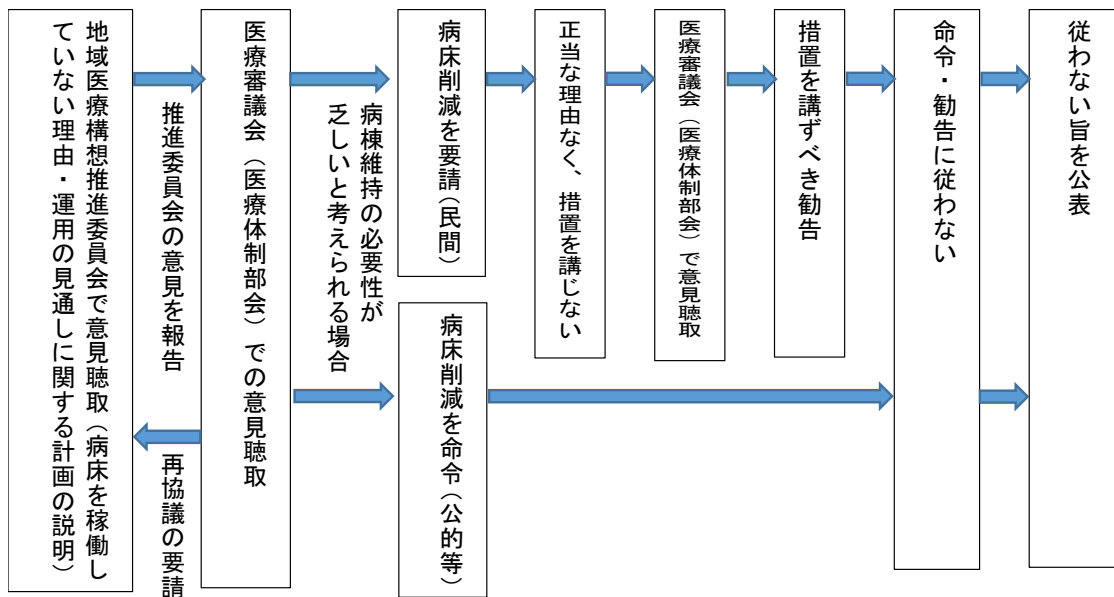 地域医療構想推進委員会で意見聴取（病床を稼働し
ていない理由・運用の見通しに関する計画の説明）
推進委員会の意見を報告
再協議の要請
医療審議会（医療体制部会）での意見聴取
病棟維持の必要性が
乏しいと考えられる場合
病床削減を要請（民間）
病床削減を命令（公的等）
正当な理由なく、措置を講じない
医療審議会（医療体制部会）で意見聴取
措置を講ずべき勧告
命令・勧告に従わない
従わない旨を公表